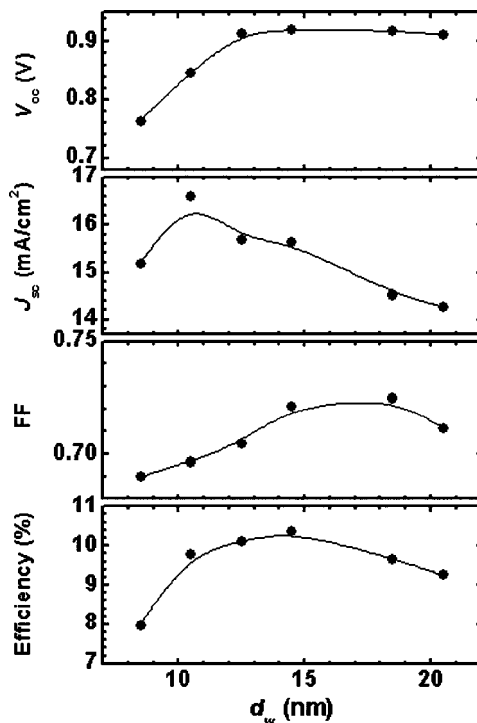 0.9
0.8
0.7
V_oc (V)
17
16
15
14
J_sc (mA/cm²)
0.75
0.70
FF
11
10
9
8
7
Efficiency (%)
10 15 20
d_w (nm)